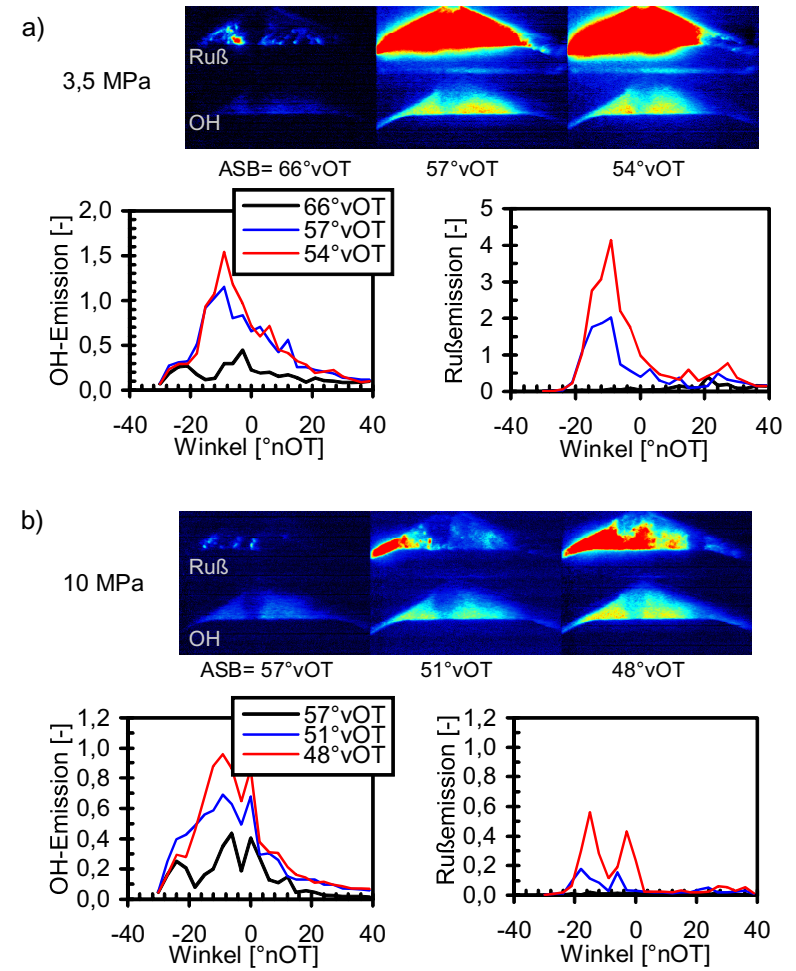 a)
3,5 MPa
Ruß
OH
ASB= 66°vOT 57°vOT 54°vOT
66°vOT
57°vOT
54°vOT
OH-Emission [-]
2,0
1,5
1,0
0,5
0,0
-40 -20 0 20 40
Winkel [°nOT]
Rußemission [-]
5
4
3
2
1
0
-40 -20 0 20 40
Winkel [°nOT]
b)
10 MPa
Ruß
OH
ASB= 57°vOT 51°vOT 48°vOT
57°vOT
51°vOT
48°vOT
OH-Emission [-]
1,2
1,0
0,8
0,6
0,4
0,2
0,0
-40 -20 0 20 40
Winkel [°nOT]
Rußemission [-]
1,2
1,0
0,8
0,6
0,4
0,2
0,0
-40 -20 0 20 40
Winkel [°nOT]